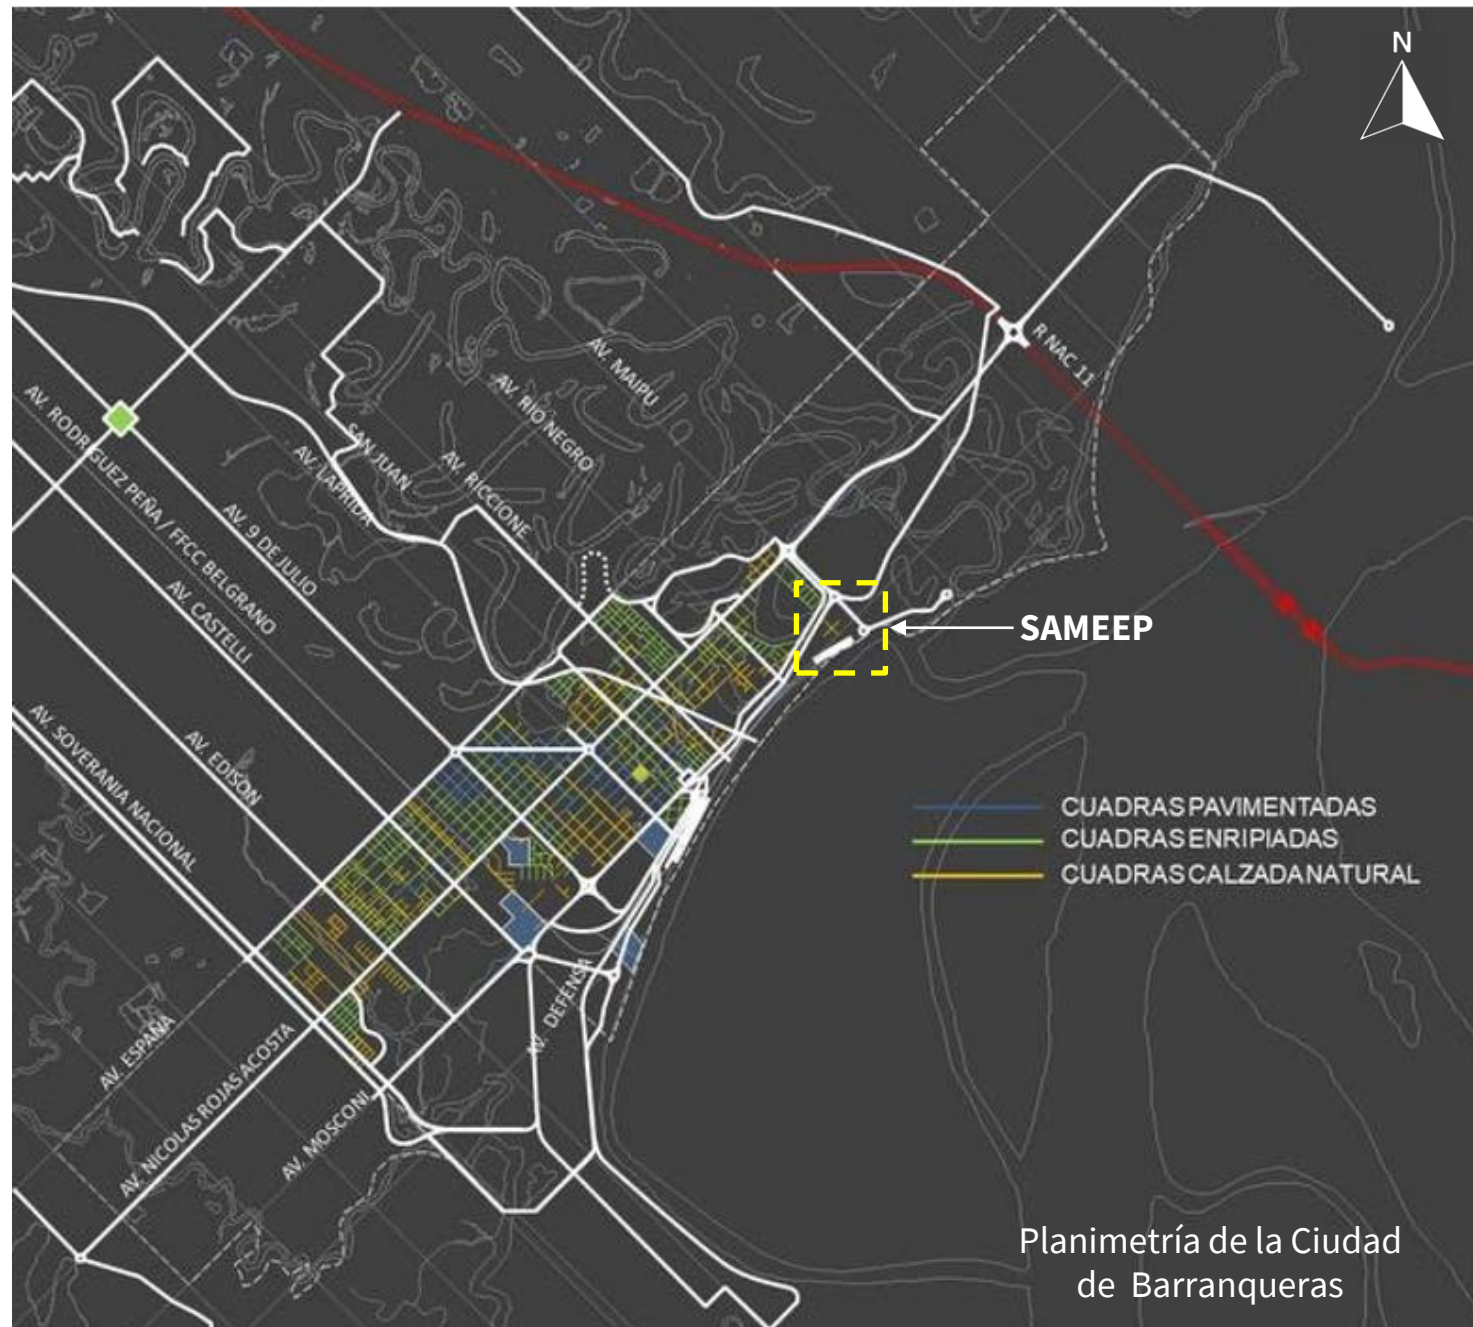 N
R NAC 11
AV. MAIPU
AV. RIO NEGRO
AV. RICCIONE
SAN JUAN
AV. LAPRIDA
AV. RODRIGUEZ PEÑA / FFCC BELGRANO
AV. 9 DE JULIO
AV. CASTELLI
AV. EDISON
AV. SOVERANIA NACIONAL
SAMEEP
CUADRAS PAVIMENTADAS
CUADRAS ENRIPIADAS
CUADRAS CALZADA NATURAL
AV. DEFENSA
AV. ESPAÑA
AV. NICOLAS ROJAS ACOSTA
AV. MOSCONI
Planimetría de la Ciudad
de Barranqueras